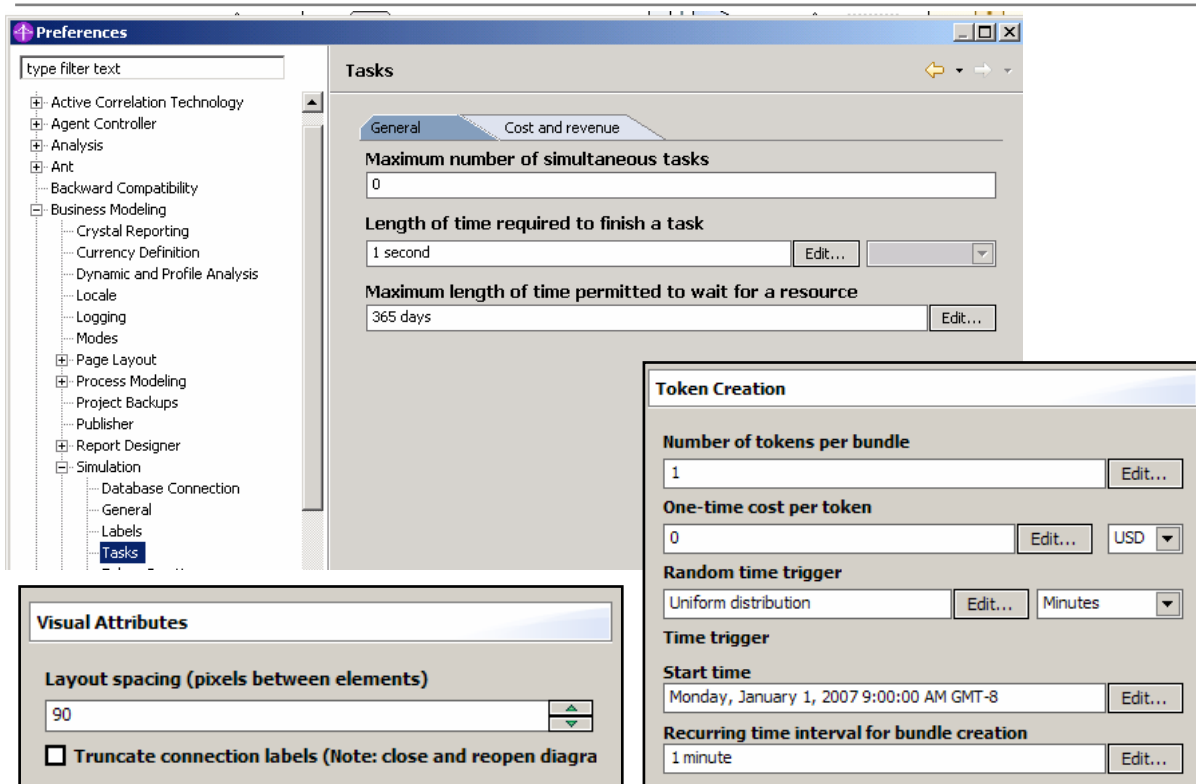 Preferences
type filter text
Active Correlation Technology
Agent Controller
Analysis
Ant
Backward Compatibility
Business Modeling
Crystal Reporting
Currency Definition
Dynamic and Profile Analysis
Locale
Logging
Modes
Page Layout
Process Modeling
Project Backups
Publisher
Report Designer
Simulation
Database Connection
General
Labels
Tasks
Tasks
General Cost and revenue
Maximum number of simultaneous tasks
0
Length of time required to finish a task
1 second Edit...
Maximum length of time permitted to wait for a resource
365 days Edit...
Token Creation
Number of tokens per bundle
1 Edit...
One-time cost per token
0 Edit... USD
Random time trigger
Uniform distribution Edit... Minutes
Time trigger
Start time
Monday, January 1, 2007 9:00:00 AM GMT-8 Edit...
Recurring time interval for bundle creation
1 minute Edit...
Visual Attributes
Layout spacing (pixels between elements)
90
Truncate connection labels (Note: close and reopen diagra